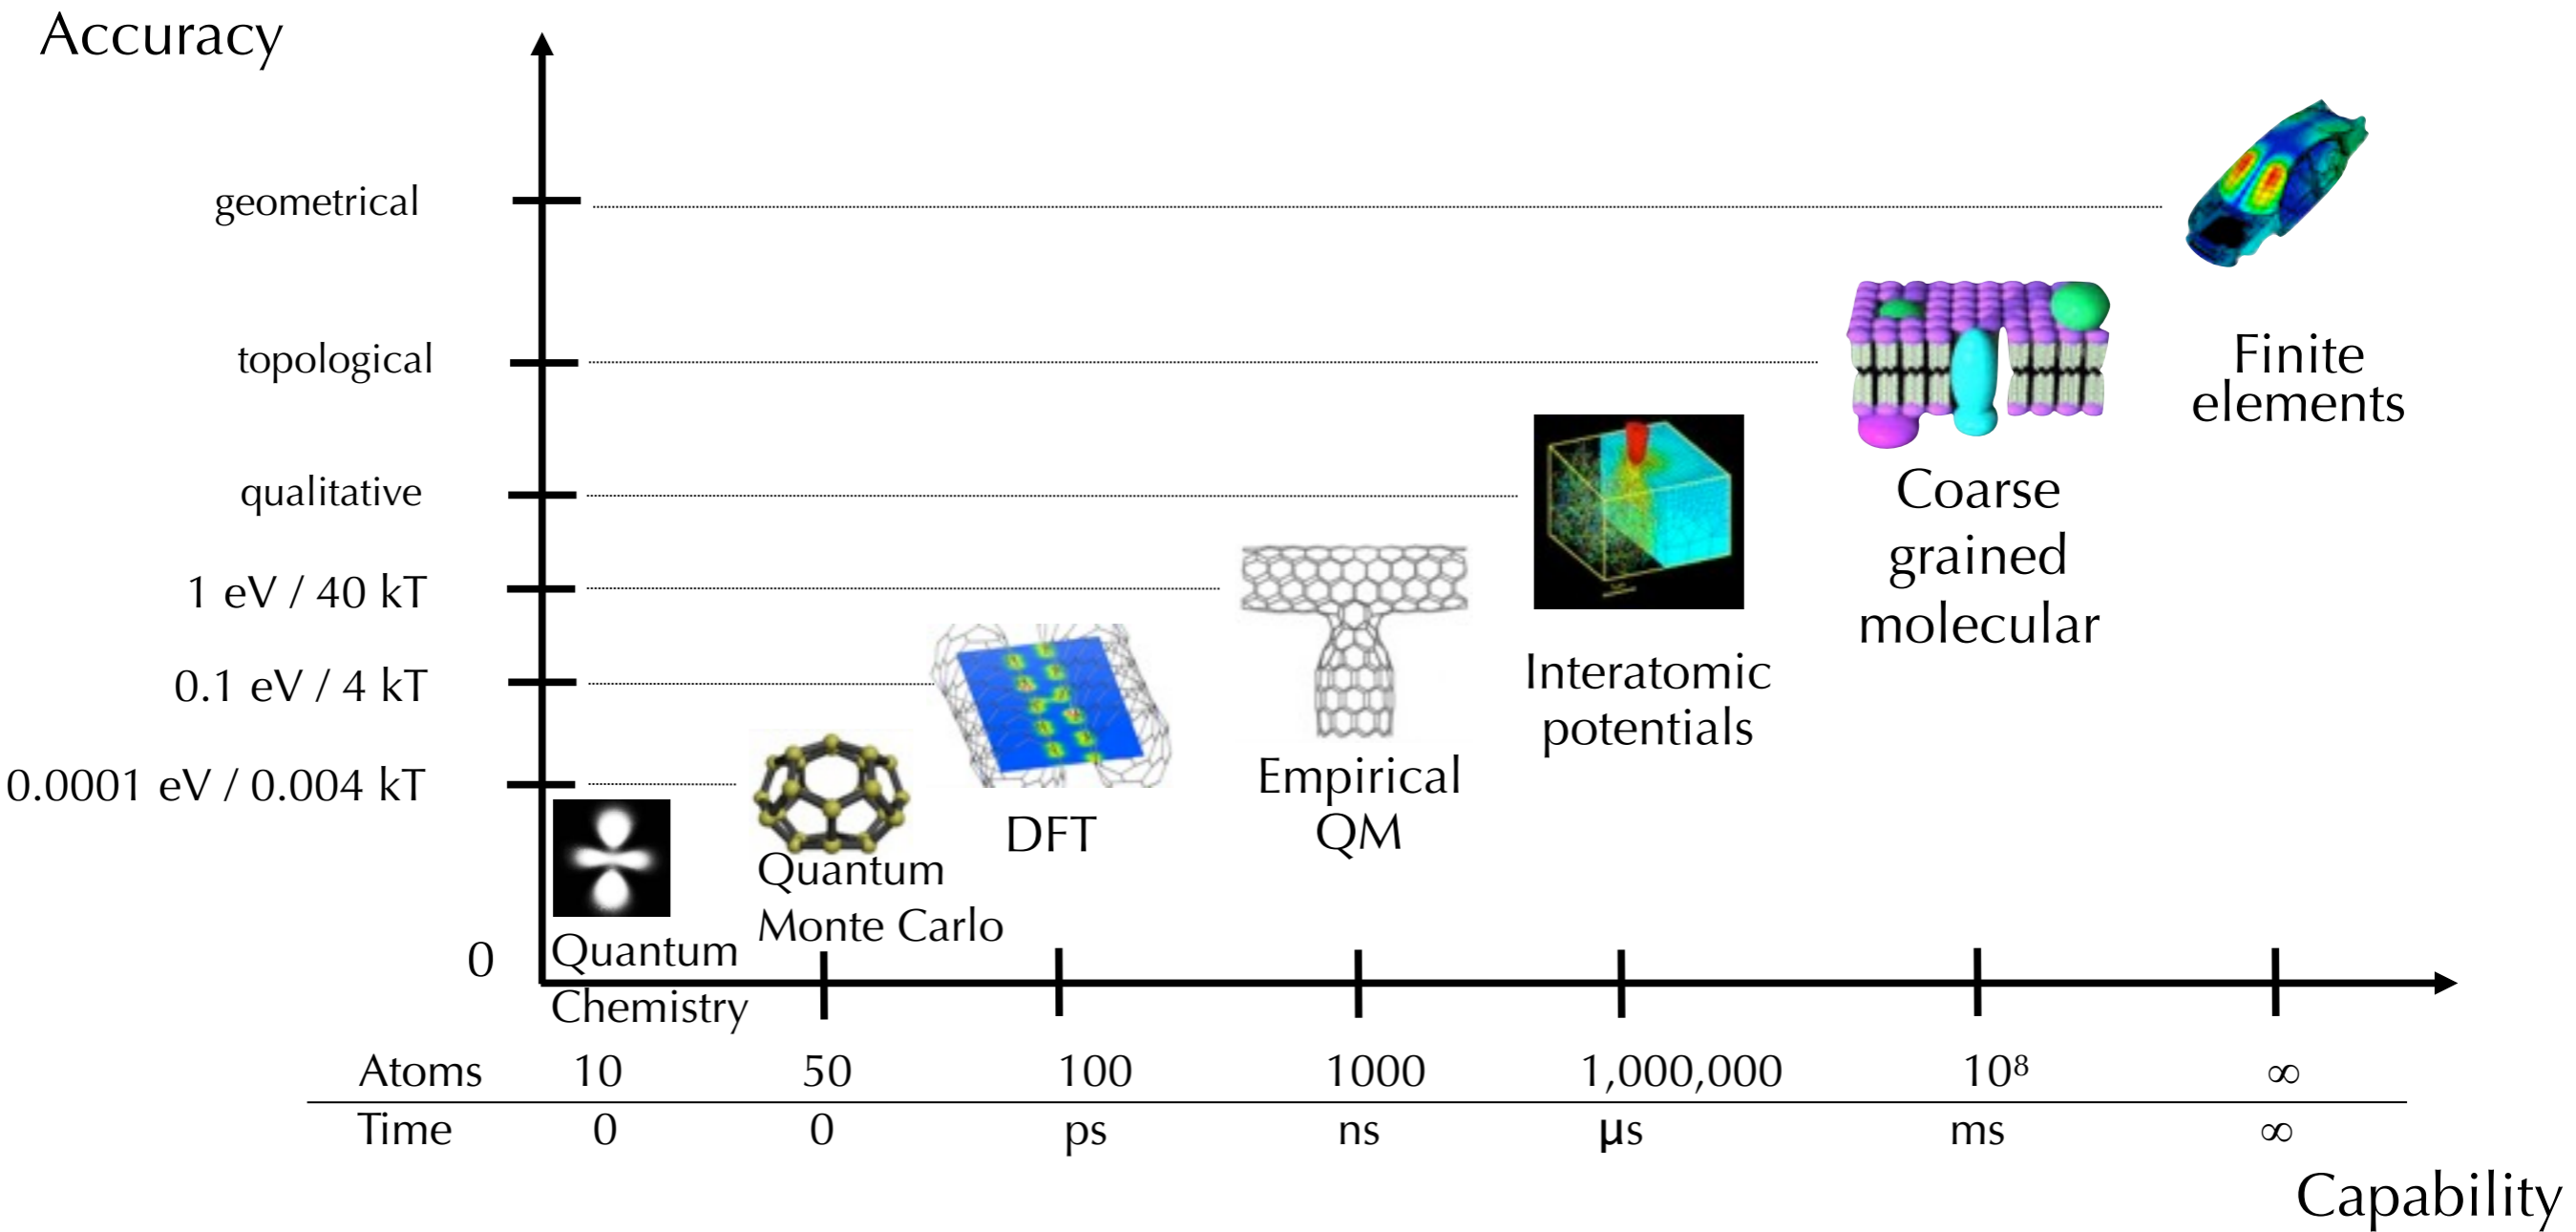 Accuracy
geometrical
topological
qualitative
1 eV / 40 kT
0.1 eV / 4 kT
0.0001 eV / 0.004 kT
0
Quantum
Chemistry
Quantum
Monte Carlo
DFT
Empirical
QM
Interatomic
potentials
Coarse
grained
molecular
Finite
elements
Atoms 10 50 100 1000 1,000,000 10⁸ ∞
Time 0 0 ps ns μs ms ∞
Capability